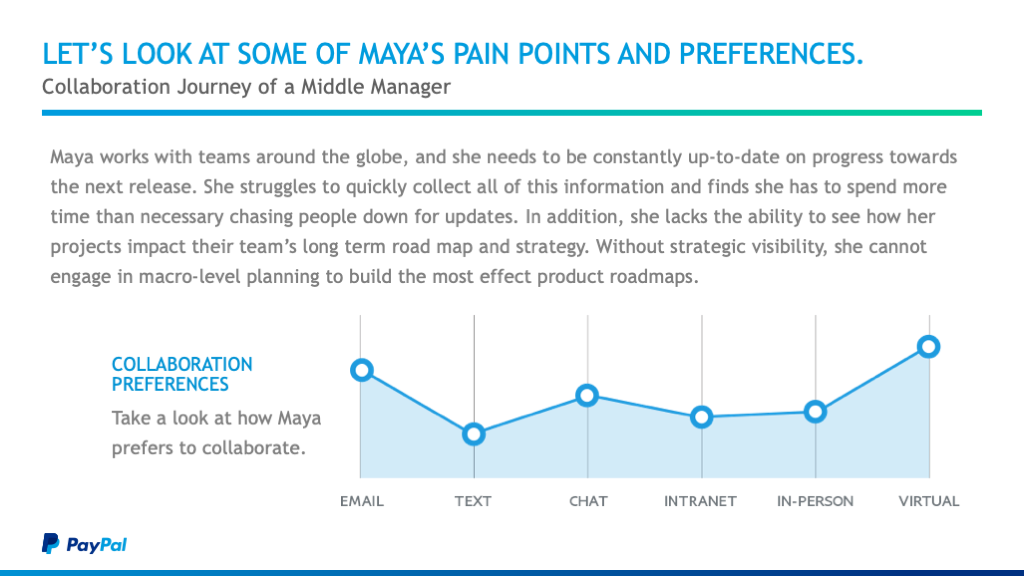 LET’S LOOK AT SOME OF MAYA’S PAIN POINTS AND PREFERENCES.
Collaboration Journey of a Middle Manager
Maya works with teams around the globe, and she needs to be constantly up-to-date on progress towards
the next release. She struggles to quickly collect all of this information and finds she has to spend more
time than necessary chasing people down for updates. In addition, she lacks the ability to see how her
projects impact their team’s long term road map and strategy. Without strategic visibility, she cannot
engage in macro-level planning to build the most effect product roadmaps.
COLLABORATION
PREFERENCES
Take a look at how Maya
prefers to collaborate.
EMAIL TEXT CHAT INTRANET IN-PERSON VIRTUAL
PayPal